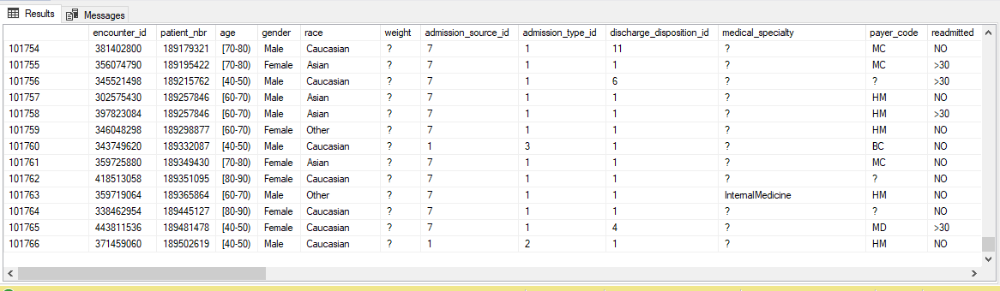 Results Messages
encounter_id patient_nbr age gender race weight admission_source_id admission_type_id discharge_disposition_id medical_specialty payer_code readmitted
101754 381402800 189179321 [70-80) Male Caucasian ? 7 1 11 ? MC NO
101755 356074790 189195422 [70-80) Female Asian ? 7 1 1 ? MC >30
101756 345521498 189215762 [40-50) Male Caucasian ? 7 1 6 ? ? >30
101757 302575430 189257846 [60-70) Male Asian ? 7 1 1 ? HM NO
101758 397823084 189257846 [60-70) Male Asian ? 7 1 1 ? HM >30
101759 346048298 189298877 [60-70) Female Other ? 7 1 1 ? HM NO
101760 343749620 189332087 [40-50) Male Caucasian ? 1 3 1 ? BC NO
101761 359725880 189349430 [70-80) Female Asian ? 7 1 1 ? MC NO
101762 418513058 189351095 [80-90) Female Caucasian ? 7 1 1 ? ? NO
101763 359719064 189365864 [60-70) Male Other ? 7 1 1 InternalMedicine HM NO
101764 338462954 189445127 [80-90) Female Caucasian ? 7 1 1 ? ? NO
101765 443811536 189481478 [40-50) Female Caucasian ? 7 1 4 ? MD >30
101766 371459060 189502619 [40-50) Male Caucasian ? 1 2 1 ? HM NO